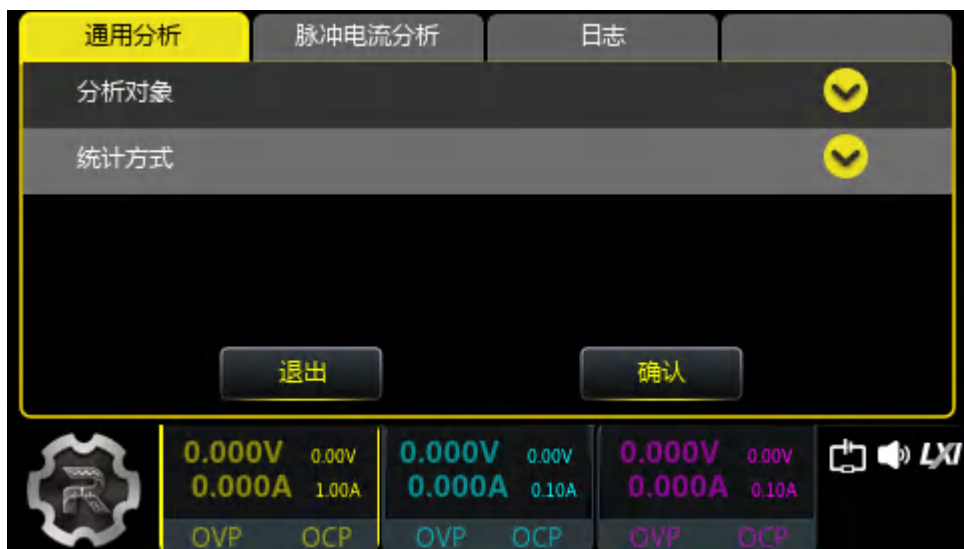 通用分析 脉冲电流分析 日志
分析对象
统计方式
退出 确认
0.000V 0.00V 0.000V 0.00V 0.000V 0.00V
0.000A 1.00A 0.000A 0.10A 0.000A 0.10A
OVP OCP OVP OCP OVP OCP
LXI